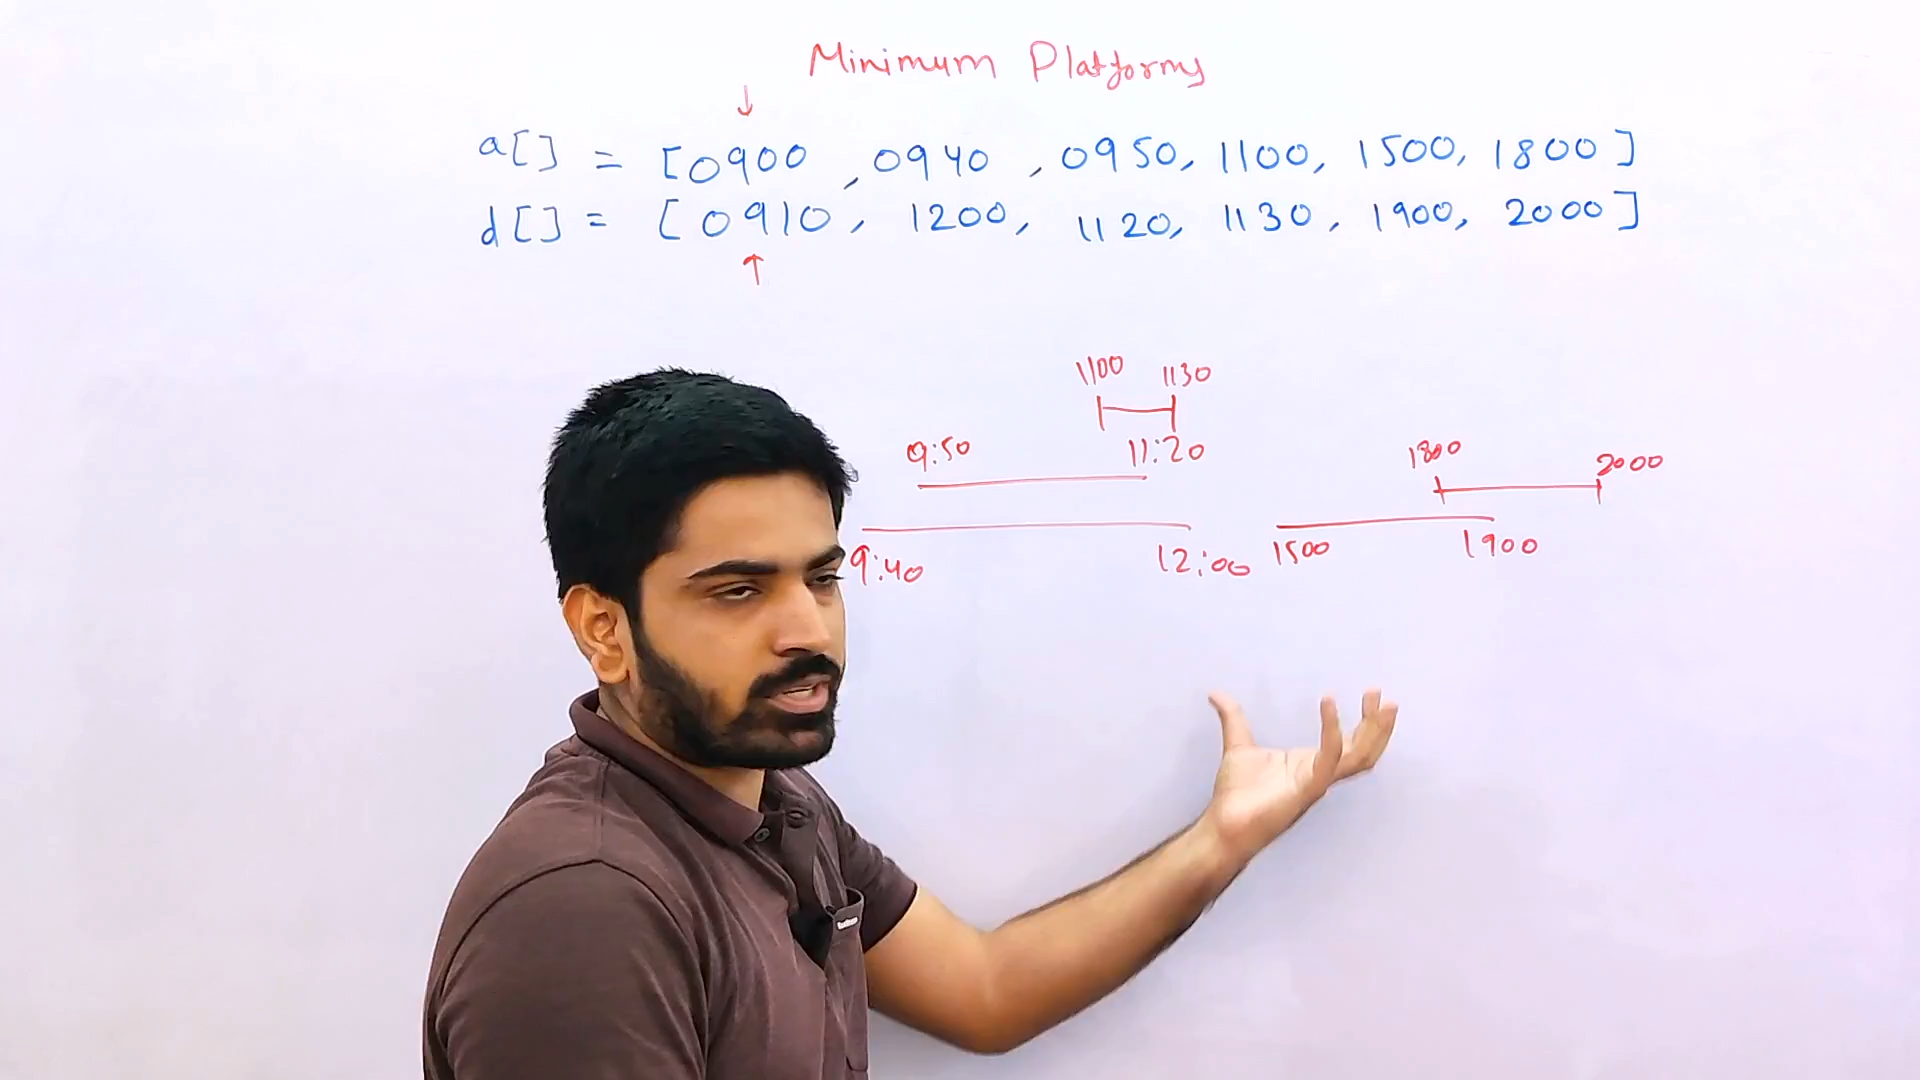 Minimum Platforms
a[] = [0900, 0940, 0950, 1100, 1500, 1800]
d[] = [0910, 1200, 1120, 1130, 1900, 2000]
1100 1130
9:50 11:20 1800 2000
9:40 12:00 1500 1900